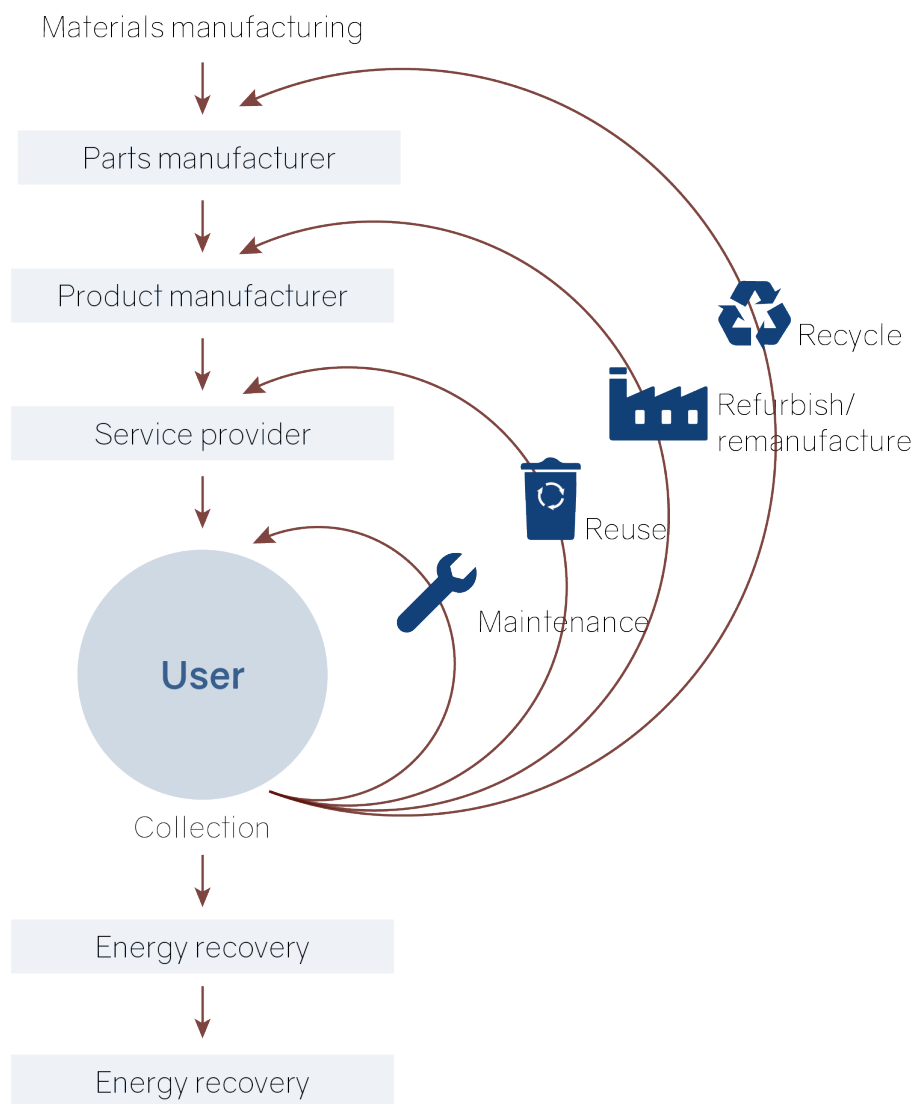 Materials manufacturing
Parts manufacturer
Product manufacturer
Recycle
Refurbish/
remanufacture
Service provider
Reuse
Maintenance
User
Collection
Energy recovery
Energy recovery